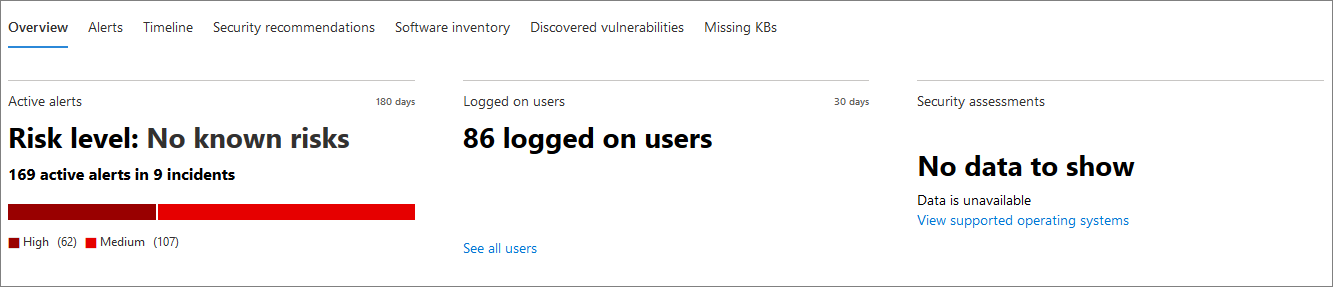 Overview Alerts Timeline Security recommendations Software inventory Discovered vulnerabilities Missing KBs
Active alerts 180 days
Risk level: No known risks
169 active alerts in 9 incidents
High (62) Medium (107)
Logged on users 30 days
86 logged on users
See all users
Security assessments
No data to show
Data is unavailable
View supported operating systems